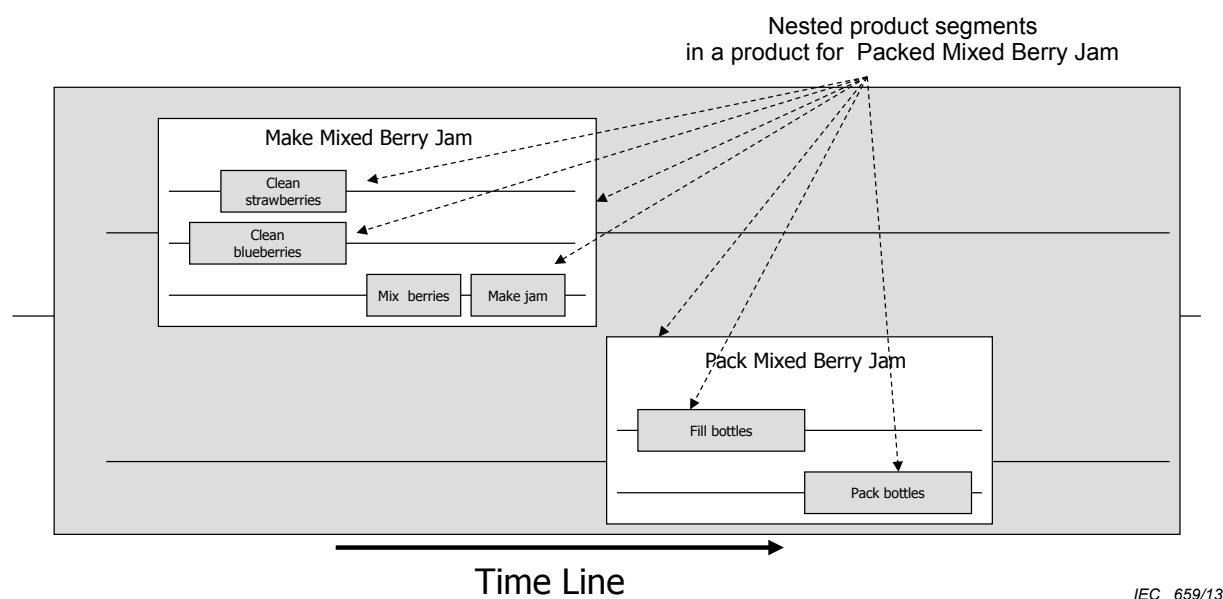 Nested product segments
in a product for Packed Mixed Berry Jam
Make Mixed Berry Jam
Clean
strawberries
Clean
blueberries
Mix berries
Make jam
Pack Mixed Berry Jam
Fill bottles
Pack bottles
Time Line
IEC 659/13